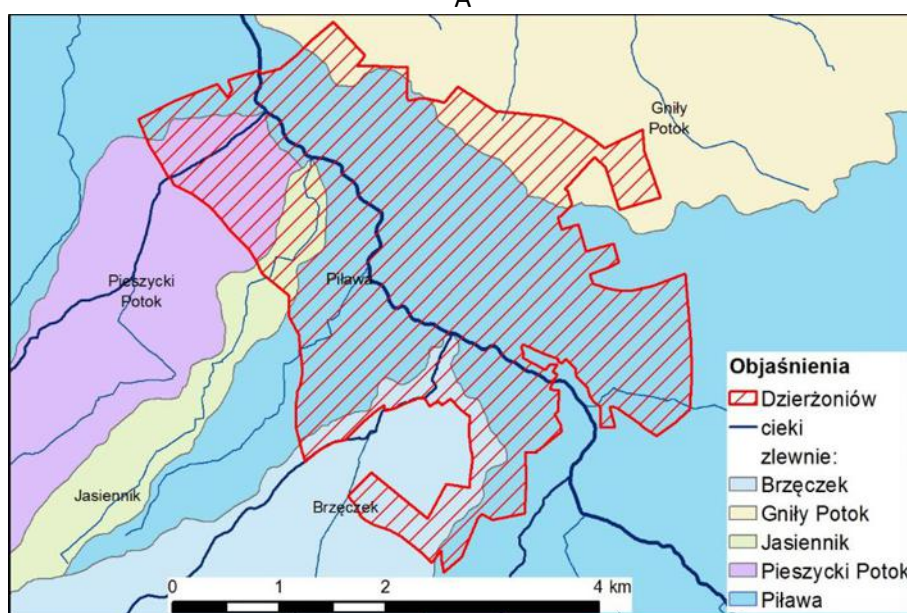 A
Gniły
Potok
Pieszycki
Potok
Piława
Jasiennik
Brzęczek
Objaśnienia
Dzierżoniów
cieki
zlewnie:
Brzęczek
Gniły Potok
Jasiennik
Pieszycki Potok
Piława
0 1 2 4 km